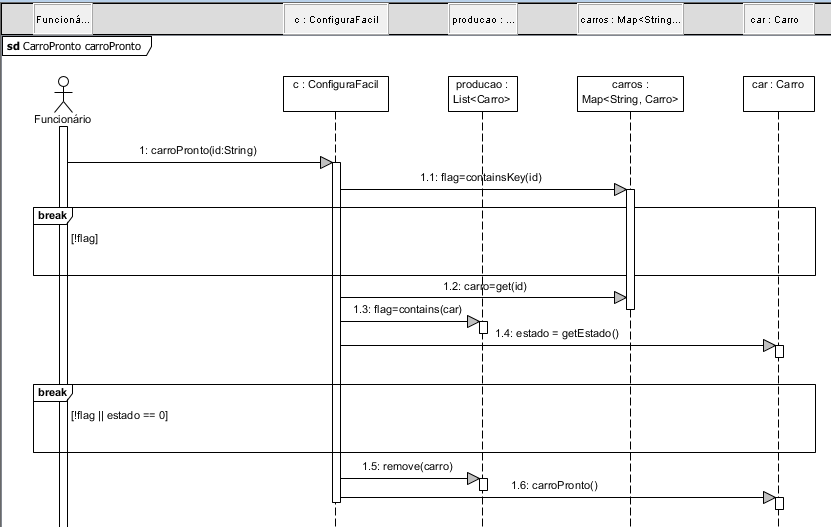 Funcioná...
c : ConfiguraFacil
producao : ...
carros : Map<String...
car : Carro
sd CarroPronto carroPronto
Funcionário
c : ConfiguraFacil
producao :
List<Carro>
carros :
Map<String, Carro>
car : Carro
1: carroPronto(id:String)
1.1: flag=containsKey(id)
break
[!flag]
1.2: carro=get(id)
1.3: flag=contains(car)
1.4: estado = getEstado()
break
[!flag || estado == 0]
1.5: remove(carro)
1.6: carroPronto()